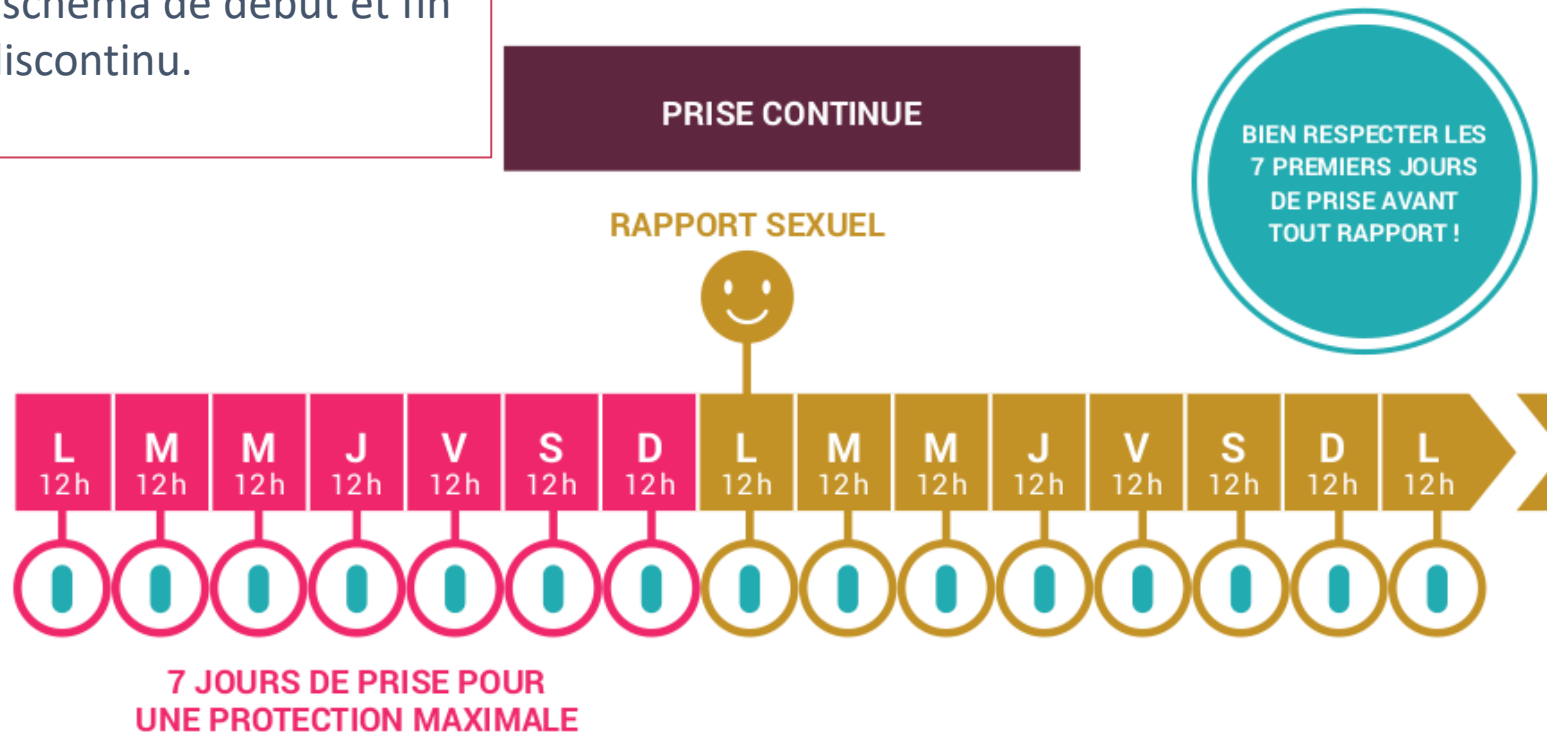 schéma de début et fin
discontinu.
PRISE CONTINUE
BIEN RESPECTER LES
7 PREMIERS JOURS
DE PRISE AVANT
TOUT RAPPORT !
RAPPORT SEXUEL
L M M J V S D L M M J V S D L
12h 12h 12h 12h 12h 12h 12h 12h 12h 12h 12h 12h 12h 12h 12h
7 JOURS DE PRISE POUR
UNE PROTECTION MAXIMALE